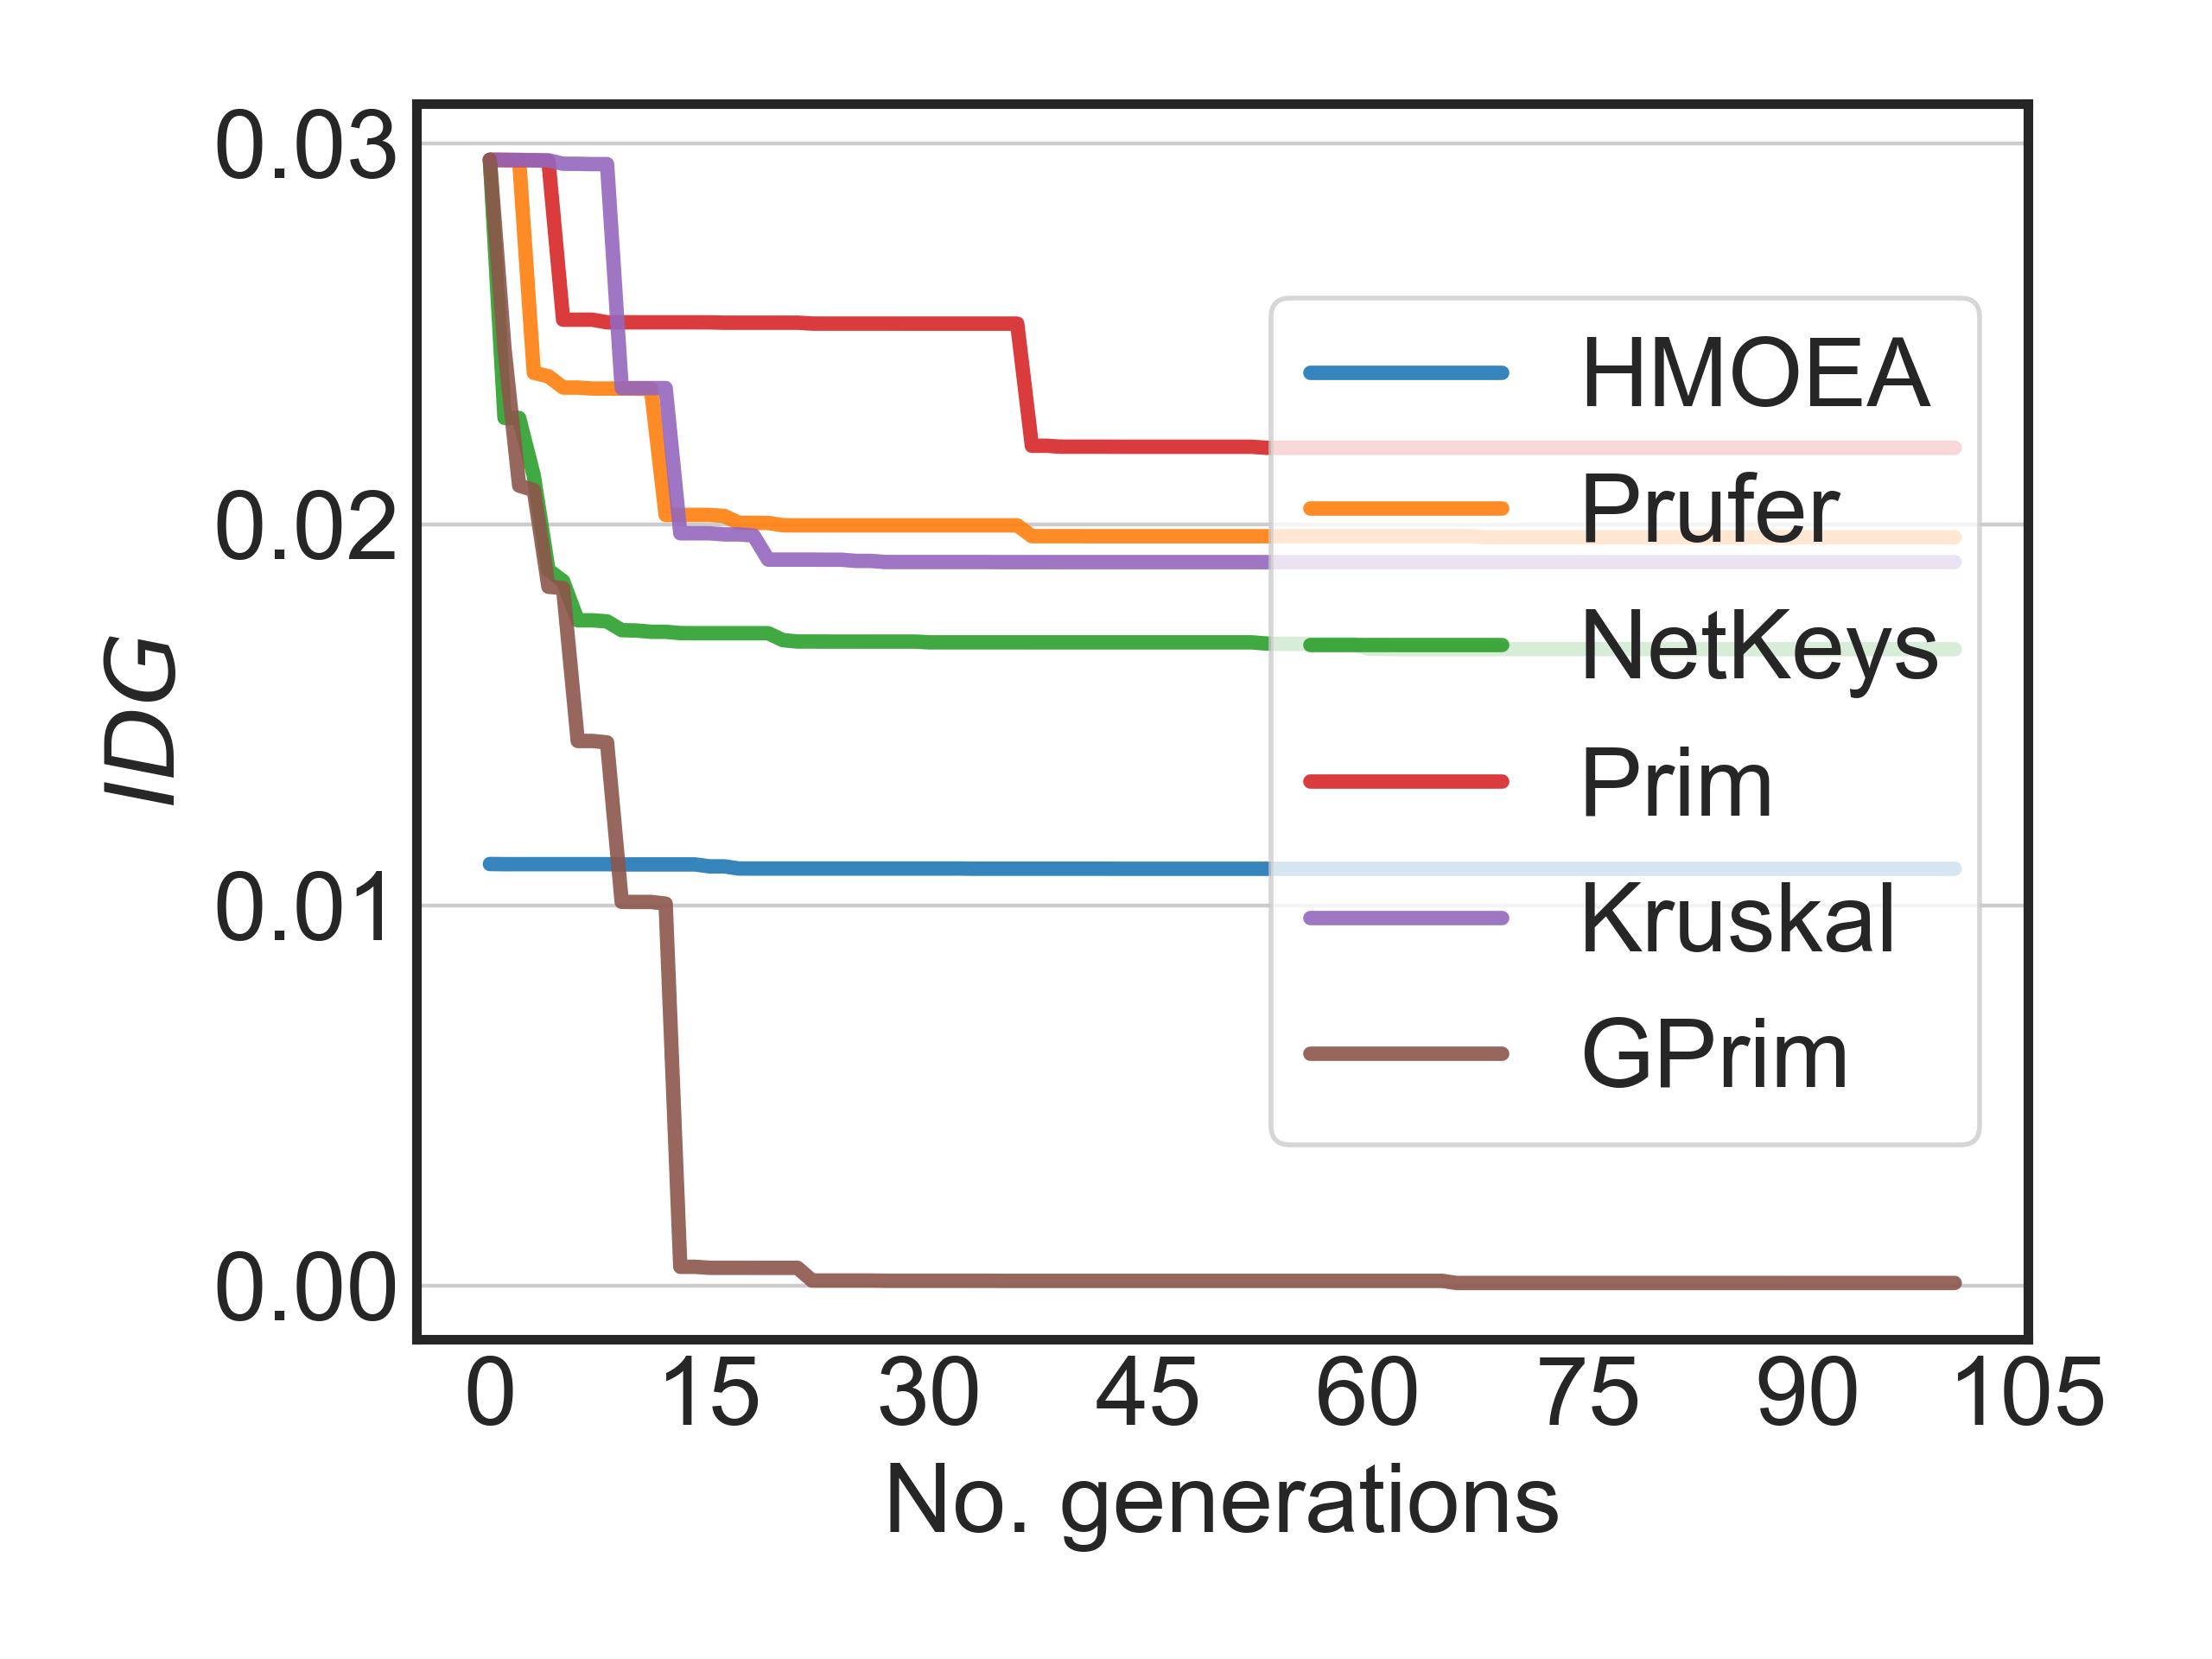 0.03
0.02
0.01
0.00
IDG
0 15 30 45 60 75 90 105
No. generations
HMOEA
Prufer
NetKeys
Prim
Kruskal
GPrim